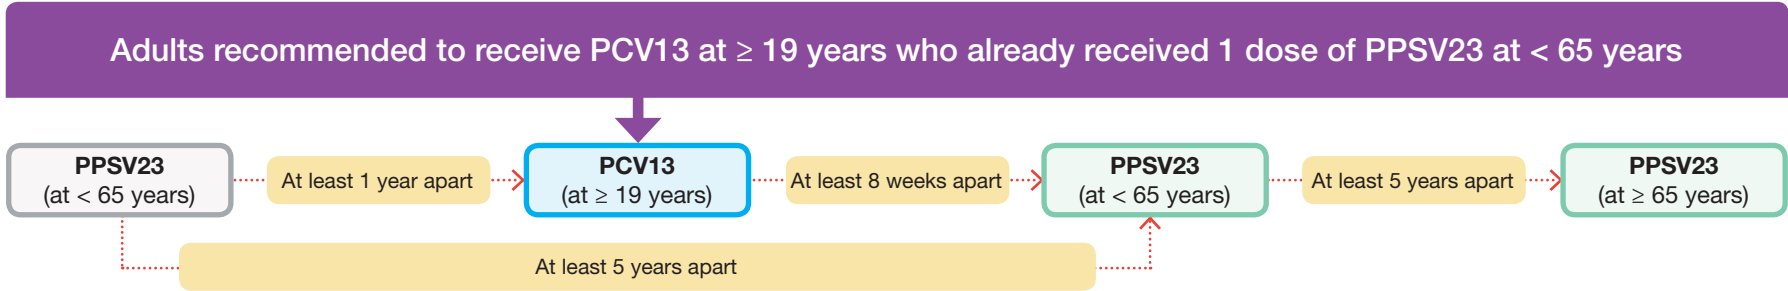 Adults recommended to receive PCV13 at ≥ 19 years who already received 1 dose of PPSV23 at < 65 years
PPSV23
(at < 65 years)
At least 1 year apart
PCV13
(at ≥ 19 years)
At least 8 weeks apart
PPSV23
(at < 65 years)
At least 5 years apart
PPSV23
(at ≥ 65 years)
At least 5 years apart